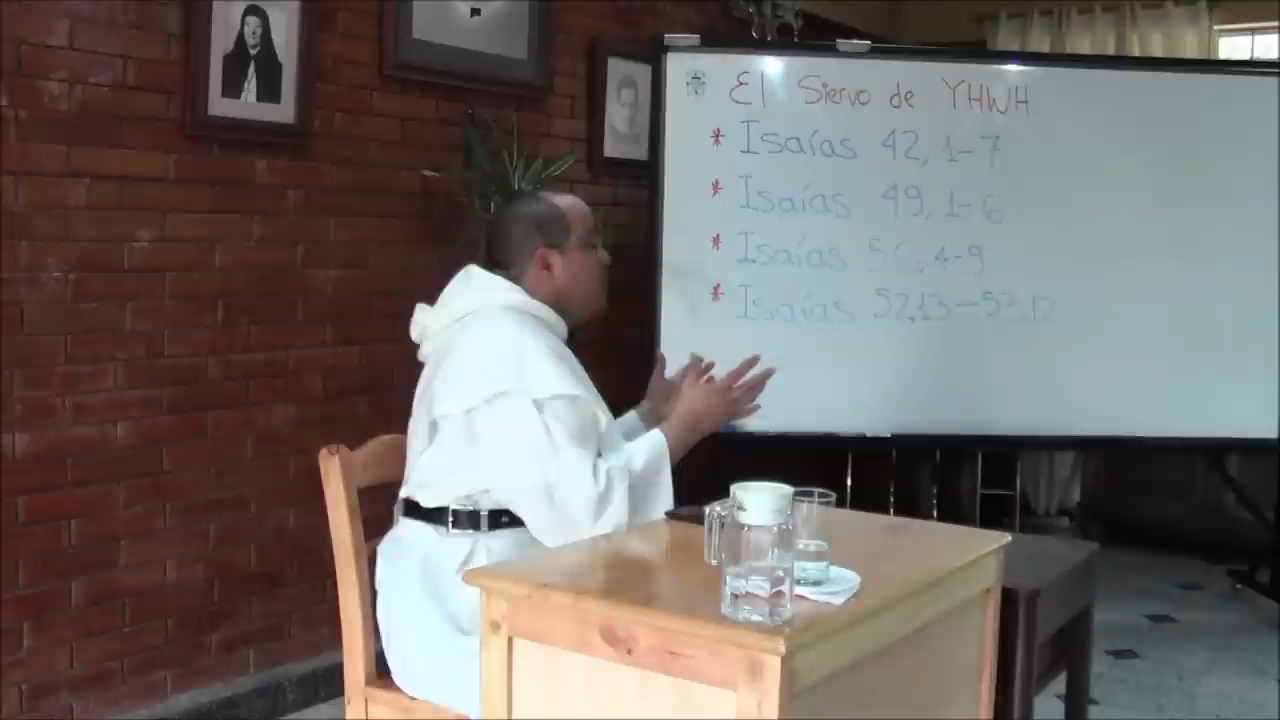 El Siervo de YHWH
* Isaías 42, 1-7
* Isaías 49, 1-6
* Isaías 50, 4-9
* Isaías 52,13-53,12